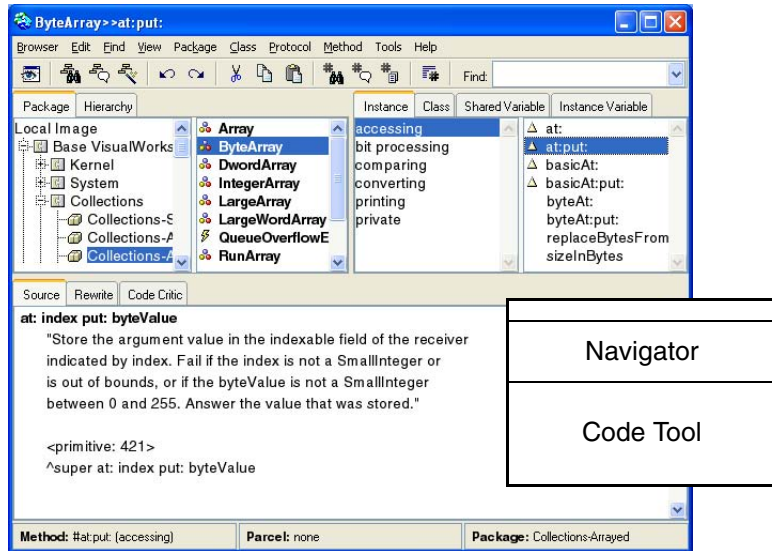 ByteArray>>at:put:
Browser Edit Find View Package Class Protocol Method Tools Help
Find:
Package Hierarchy
Instance Class Shared Variable Instance Variable
Local Image
Base VisualWorks
Kernel
System
Collections
Collections-S
Collections-A
Collections-A
Array
ByteArray
DwordArray
IntegerArray
LargeArray
LargeWordArray
QueueOverflowE
RunArray
accessing
bit processing
comparing
converting
printing
private
at:
at:put:
basicAt:
basicAt:put:
byteAt:
byteAt:put:
replaceBytesFrom
sizeInBytes
Source Rewrite Code Critic
at: index put: byteValue
"Store the argument value in the indexable field of the receiver
indicated by index. Fail if the index is not a SmallInteger or
is out of bounds, or if the byteValue is not a SmallInteger
between 0 and 255. Answer the value that was stored."
<primitive: 421>
^super at: index put: byteValue
Navigator
Code Tool
Method: #at:put: (accessing) Parcel: none Package: Collections-Arrayed